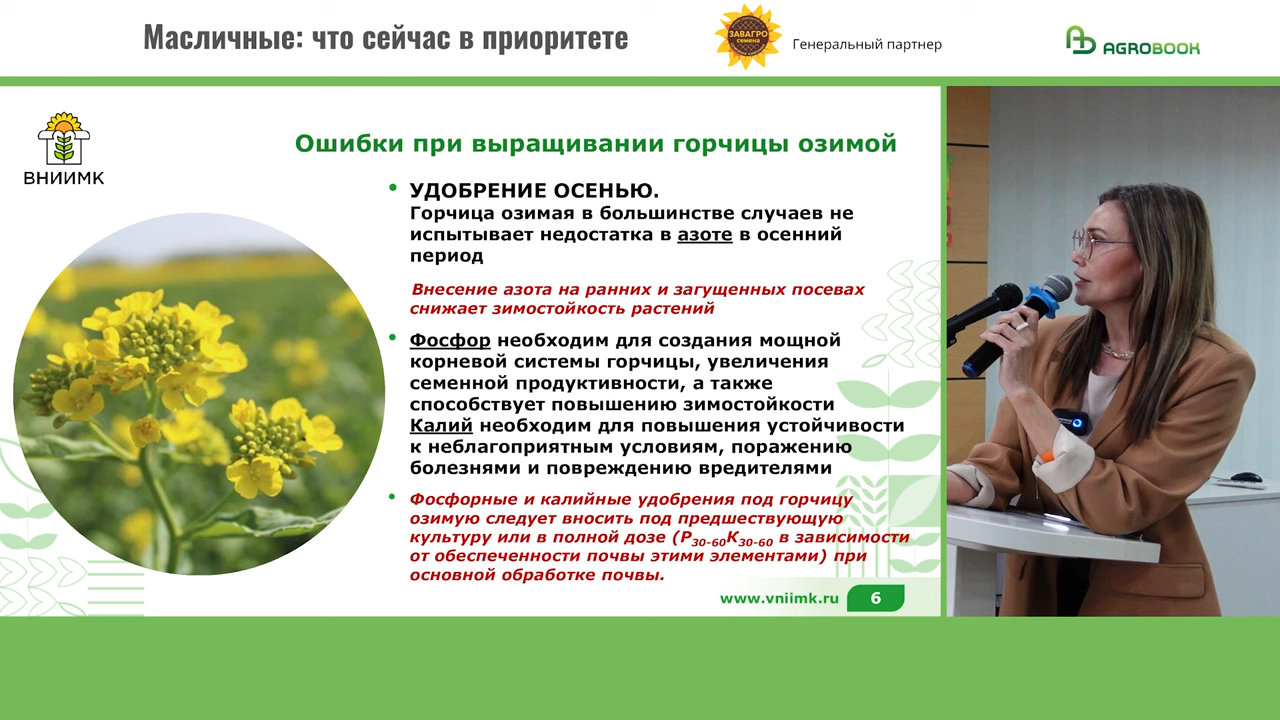 Масличные: что сейчас в приоритете
ЗАВАГРО
семена
Генеральный партнер
AGROBOOK
ВНИИМК
Ошибки при выращивании горчицы озимой
• УДОБРЕНИЕ ОСЕНЬЮ.
Горчица озимая в большинстве случаев не
испытывает недостатка в азоте в осенний
период
Внесение азота на ранних и загущенных посевах
снижает зимостойкость растений
• Фосфор необходим для создания мощной
корневой системы горчицы, увеличения
семенной продуктивности, а также
способствует повышению зимостойкости
Калий необходим для повышения устойчивости
к неблагоприятным условиям, поражению
болезнями и повреждению вредителями
• Фосфорные и калийные удобрения под горчицу
озимую следует вносить под предшествующую
культуру или в полной дозе (P30-60K30-60 в зависимости
от обеспеченности почвы этими элементами) при
основной обработке почвы.
www.vniimk.ru 6